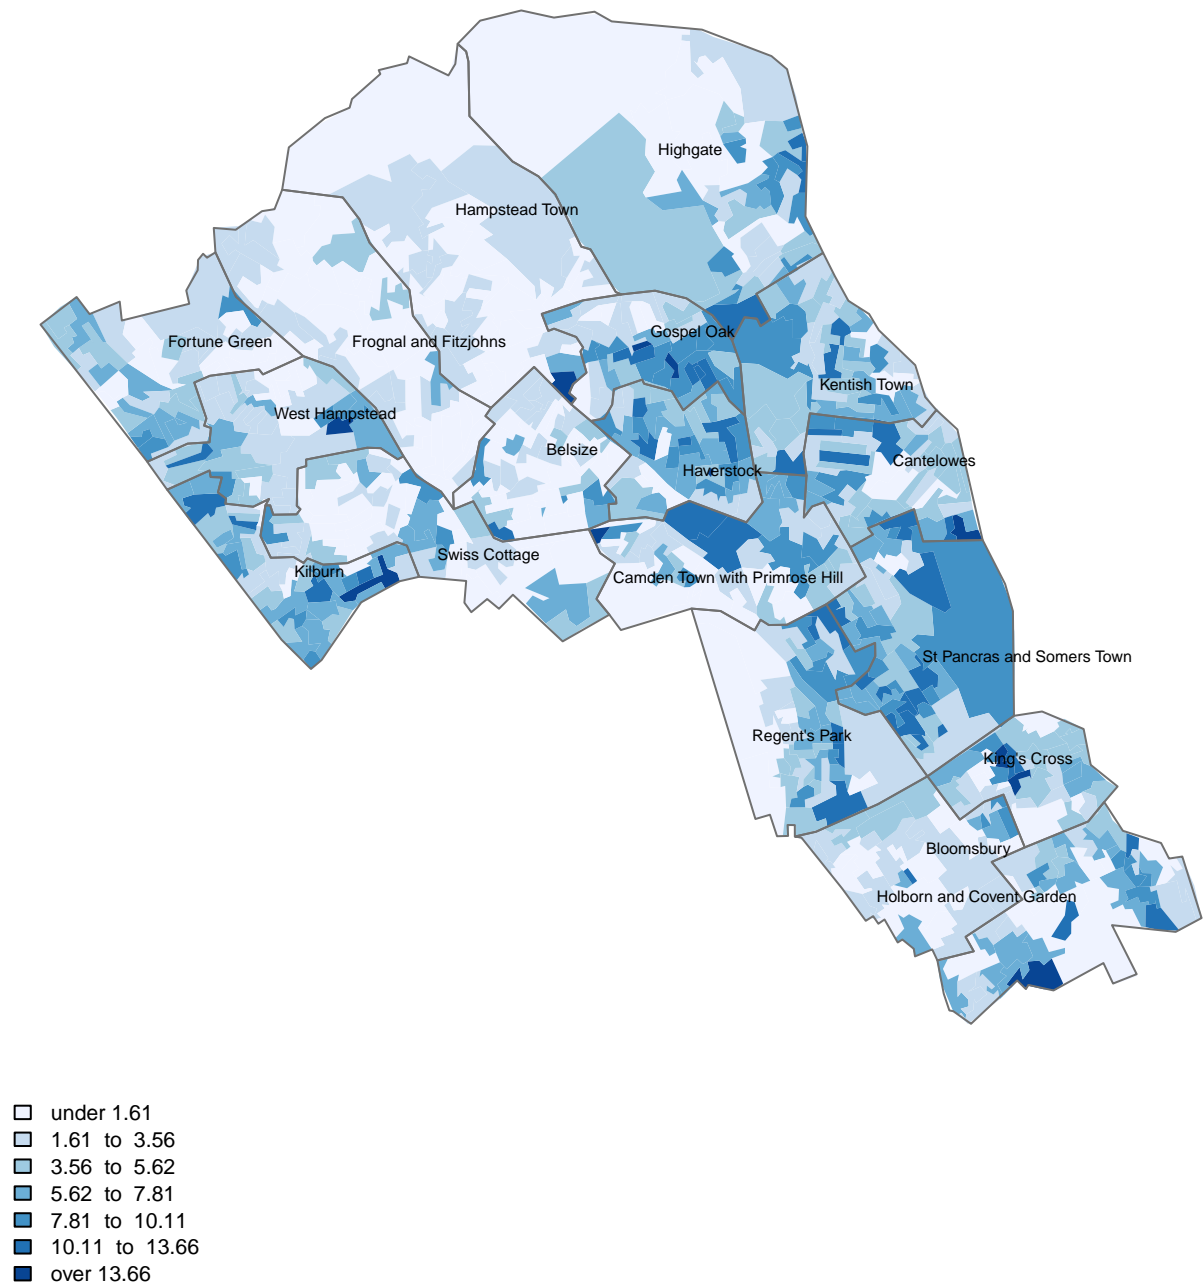 Highgate
Hampstead Town
Gospel Oak
Fortune Green
Frognal and Fitzjohns
Kentish Town
West Hampstead
Belsize
Cantelowes
Haverstock
Swiss Cottage
Kilburn
Camden Town with Primrose Hill
St Pancras and Somers Town
Regent's Park
King's Cross
Bloomsbury
Holborn and Covent Garden
under 1.61
1.61 to 3.56
3.56 to 5.62
5.62 to 7.81
7.81 to 10.11
10.11 to 13.66
over 13.66